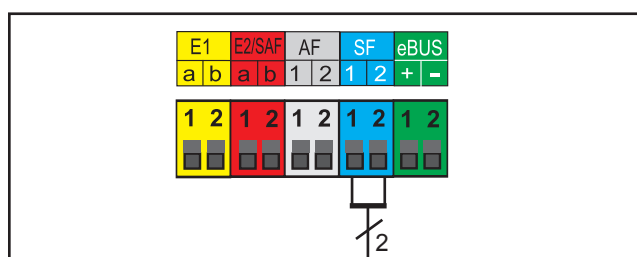 E1 E2/SAF AF SF eBUS
a b a b 1 2 1 2 + -
1 2 1 2 1 2 1 2 1 2
2